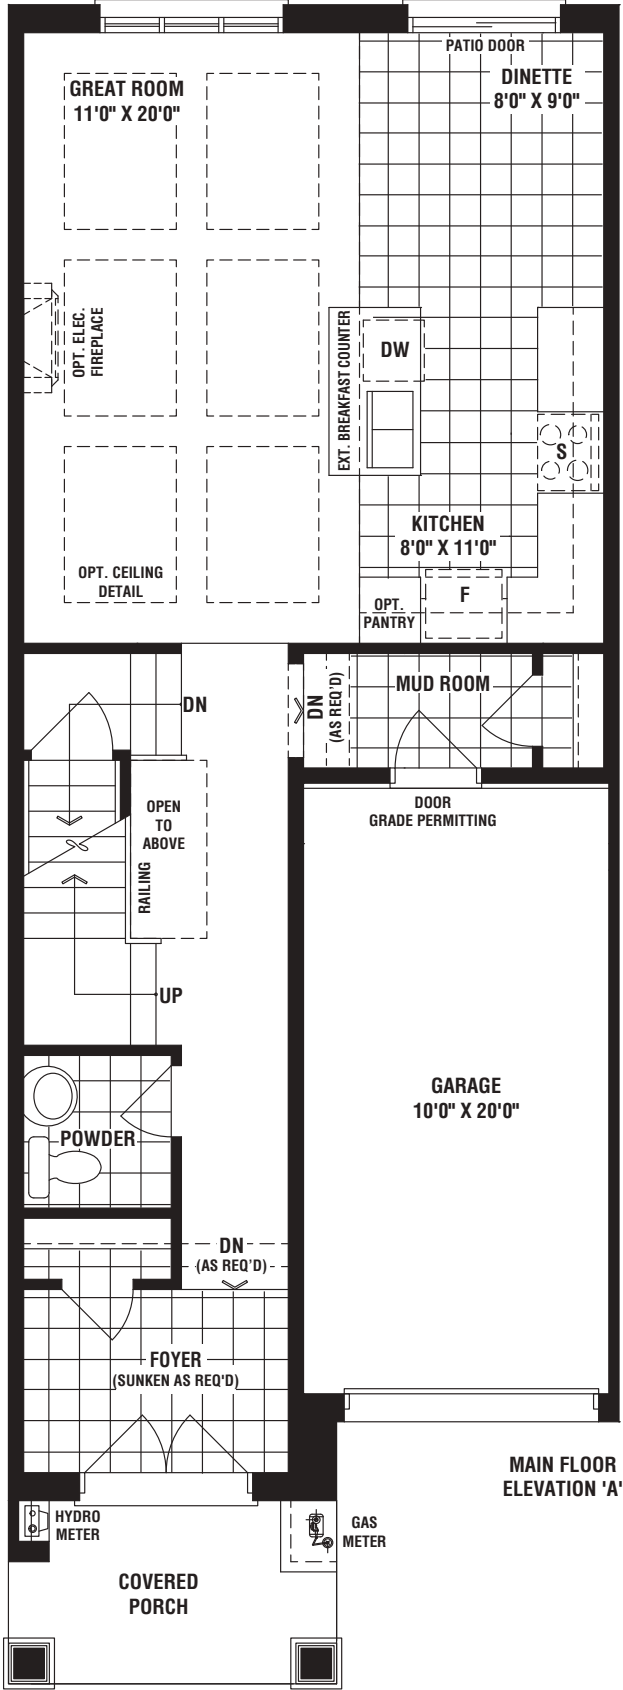 PATIO DOOR
GREAT ROOM
11'0" X 20'0"
DINETTE
8'0" X 9'0"
OPT. ELEC.
FIREPLACE
EXT. BREAKFAST COUNTER
DW
S
KITCHEN
8'0" X 11'0"
OPT. CEILING
DETAIL
OPT.
PANTRY
F
DN
DN
(AS REQ'D)
MUD ROOM
OPEN
TO
ABOVE
RAILING
DOOR
GRADE PERMITTING
UP
GARAGE
10'0" X 20'0"
POWDER
DN
(AS REQ'D)
FOYER
(SUNKEN AS REQ'D)
MAIN FLOOR
ELEVATION 'A'
HYDRO
METER
GAS
METER
COVERED
PORCH